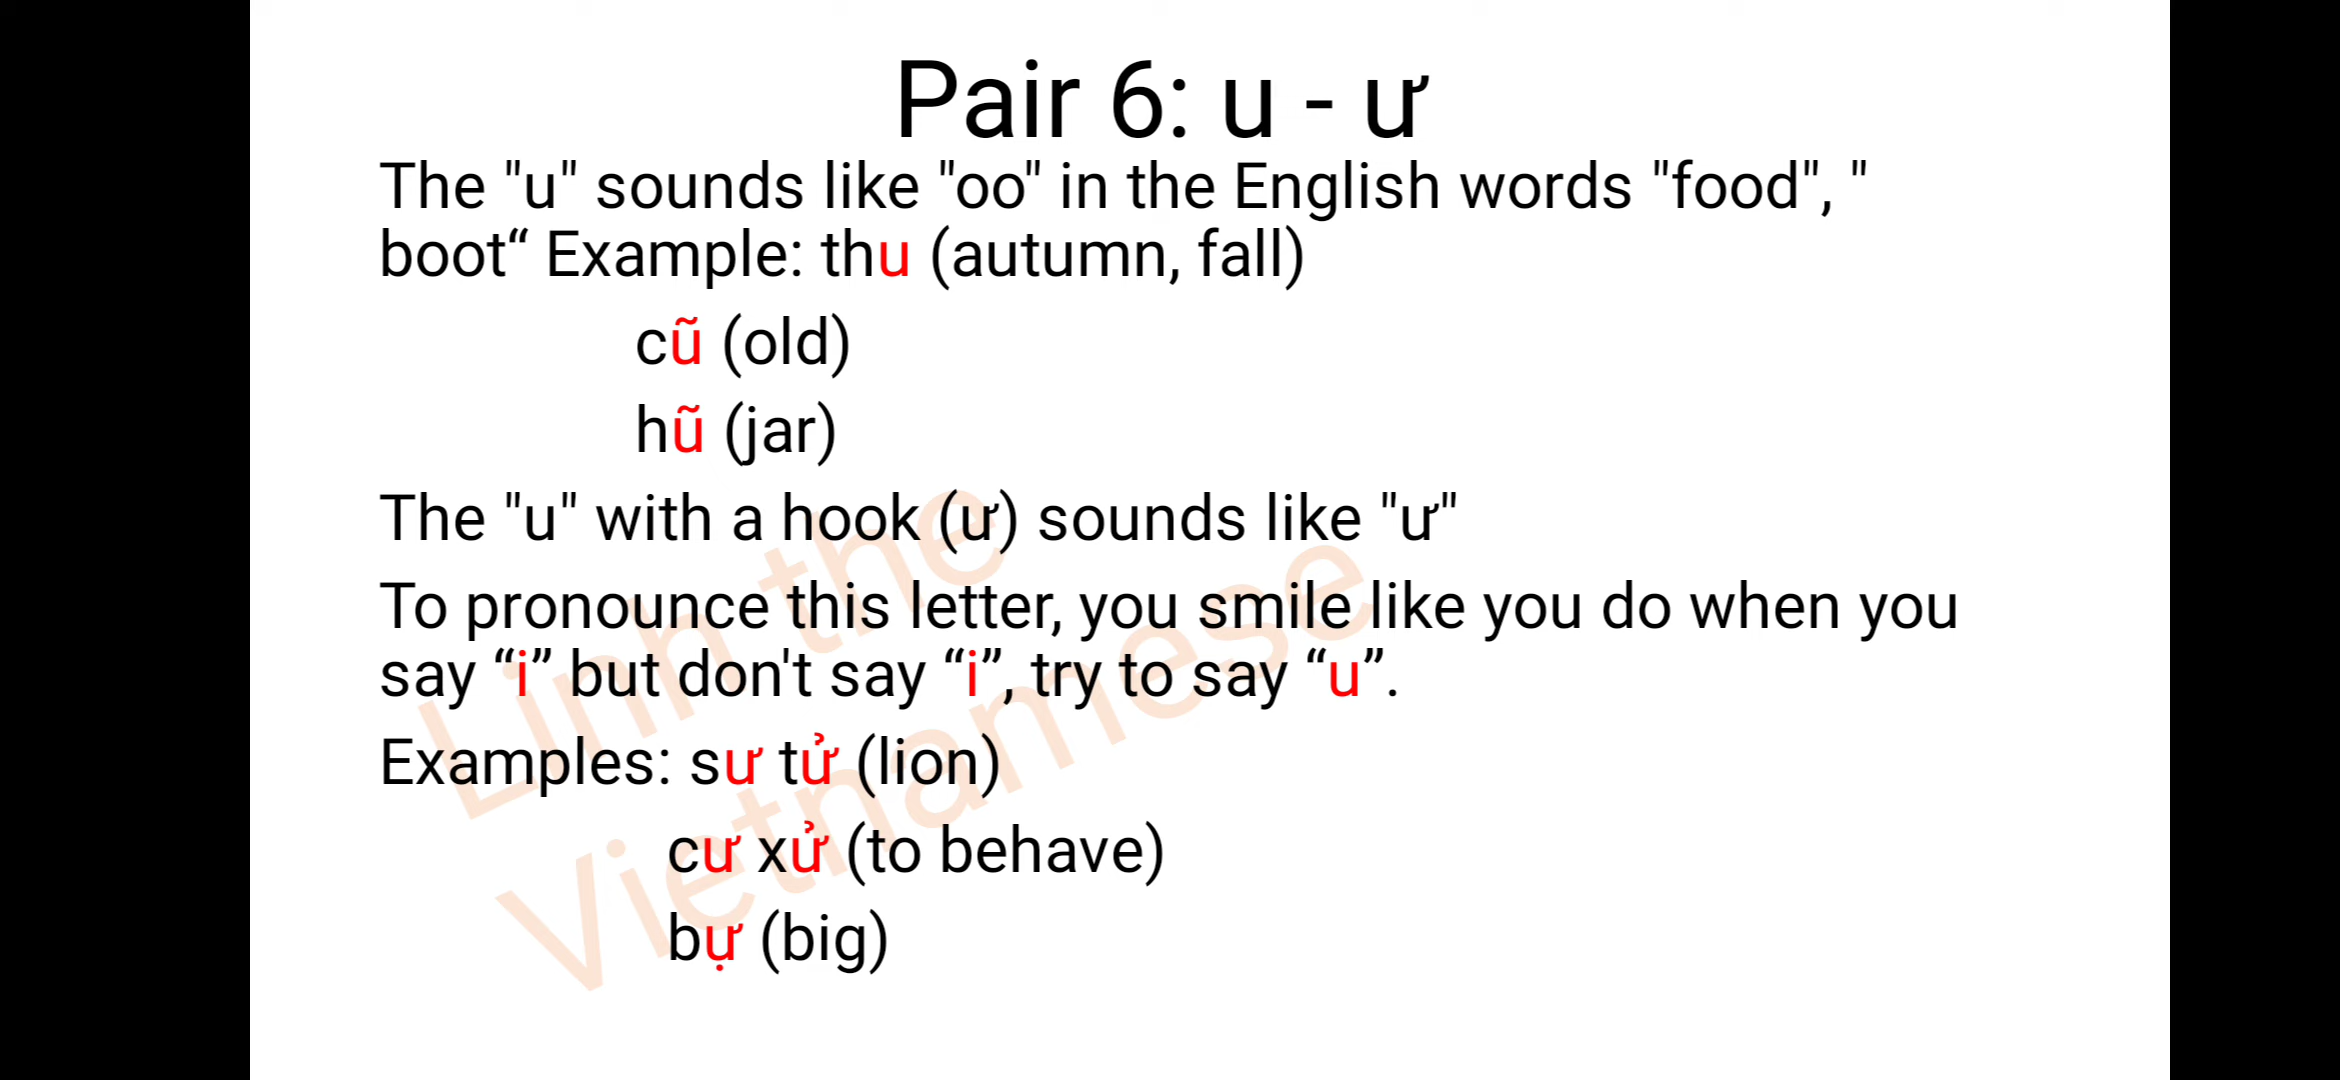 Pair 6: u - ư
The "u" sounds like "oo" in the English words "food", "
boot“ Example: thu (autumn, fall)
cũ (old)
hũ (jar)
The "u" with a hook (ư) sounds like "ư"
To pronounce this letter, you smile like you do when you
say “i” but don't say “i”, try to say “u”.
Examples: sư tử (lion)
cư xử (to behave)
bự (big)
Linh the
Vietnamese